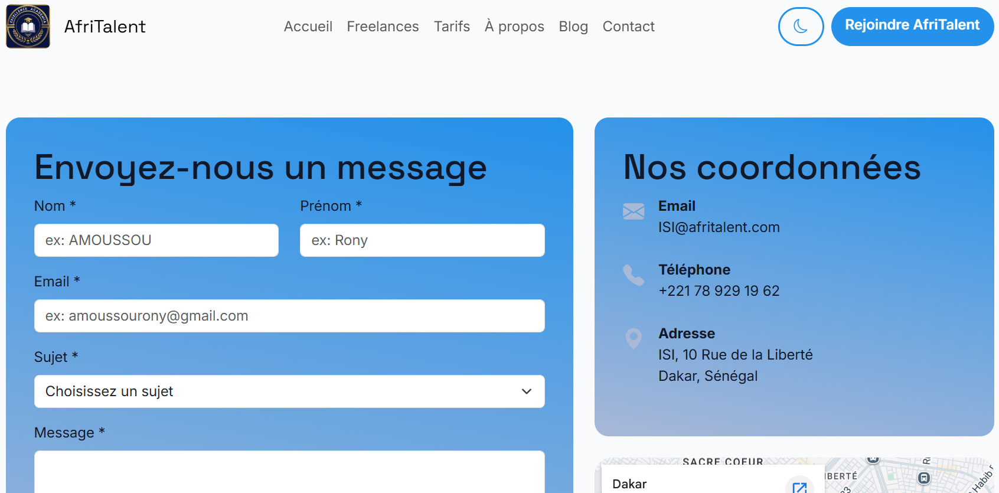 EXCELLENCE ACADÉMIA
AfriTalent
Accueil Freelances Tarifs À propos Blog Contact
Rejoindre AfriTalent
Envoyez-nous un message
Nom * Prénom *
ex: AMOUSSOU ex: Rony
Email *
ex: amoussourony@gmail.com
Sujet *
Choisissez un sujet
Message *
Nos coordonnées
Email
ISI@afritalent.com
Téléphone
+221 78 929 19 62
Adresse
ISI, 10 Rue de la Liberté
Dakar, Sénégal
SACRE COEUR
Dakar